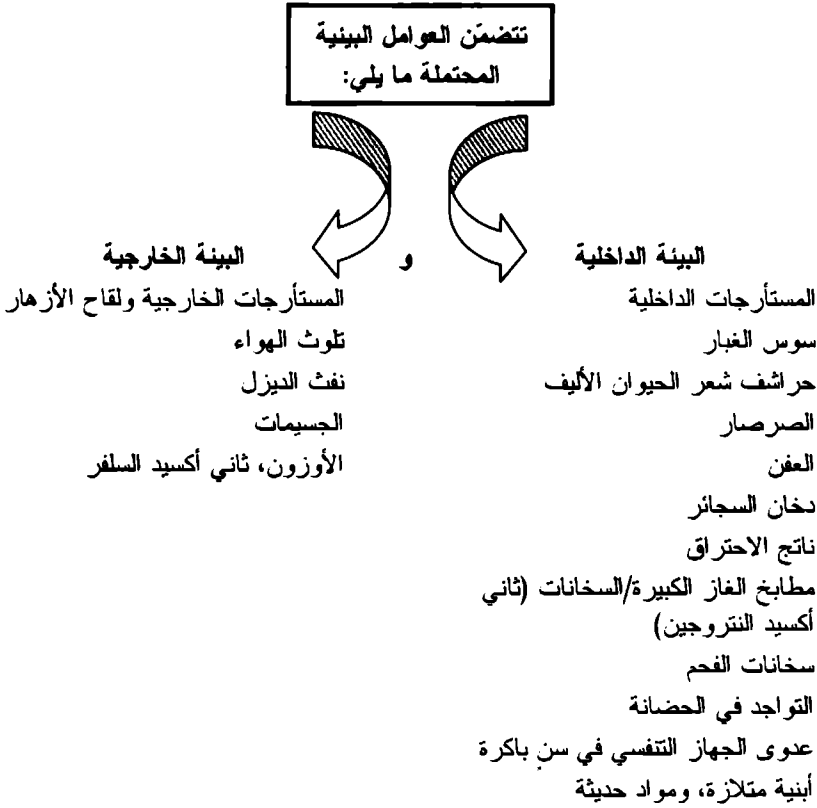 تتضمّن العوامل البيئية
المحتملة ما يلي:
البيئة الداخلية
و
البيئة الخارجية
المستأرجات الداخلية
سوس الغبار
حراشف شعر الحيوان الأليف
الصرصار
العفن
دخان السجائر
ناتج الاحتراق
مطابخ الغاز الكبيرة/السخانات (ثاني
أكسيد النتروجين)
سخانات الفحم
التواجد في الحضانة
عدوى الجهاز التنفسي في سن باكرة
أبنية متلازة، ومواد حديثة
المستأرجات الخارجية ولقاح الأزهار
تلوث الهواء
نفث الديزل
الجسيمات
الأوزون، ثاني أكسيد السلفر